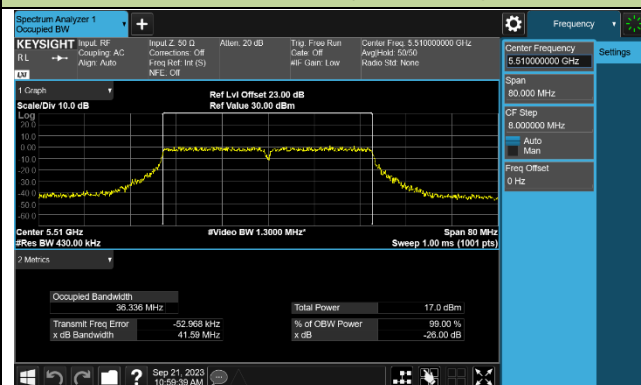 Spectrum Analyzer 1
Occupied BW
+
Frequency
KEYSIGHT
RL
LXI
Input: RF
Coupling: AC
Align: Auto
Input Z: 50 Ω
Corrections: Off
Freq Ref: Int (S)
NFE: Off
Atten: 20 dB
Trig: Free Run
Gate: Off
#IF Gain: Low
Center Freq: 5.510000000 GHz
Avg|Hold: 50/50
Radio Std: None
Center Frequency
5.510000000 GHz
Settings
Span
80.000 MHz
CF Step
8.000000 MHz
Auto
Man
Freq Offset
0 Hz
1 Graph
Scale/Div 10.0 dB
Ref Lvl Offset 23.00 dB
Ref Value 30.00 dBm
Log
20.0
10.0
0.00
-10.0
-20.0
-30.0
-40.0
-50.0
-60.0
Center 5.51 GHz
#Video BW 1.3000 MHz*
Span 80 MHz
#Res BW 430.00 kHz
Sweep 1.00 ms (1001 pts)
2 Metrics
Occupied Bandwidth
36.336 MHz
Total Power
17.0 dBm
Transmit Freq Error
-52.968 kHz
% of OBW Power
99.00 %
x dB Bandwidth
41.59 MHz
x dB
-26.00 dB
?
Sep 21, 2023
10:59:39 AM